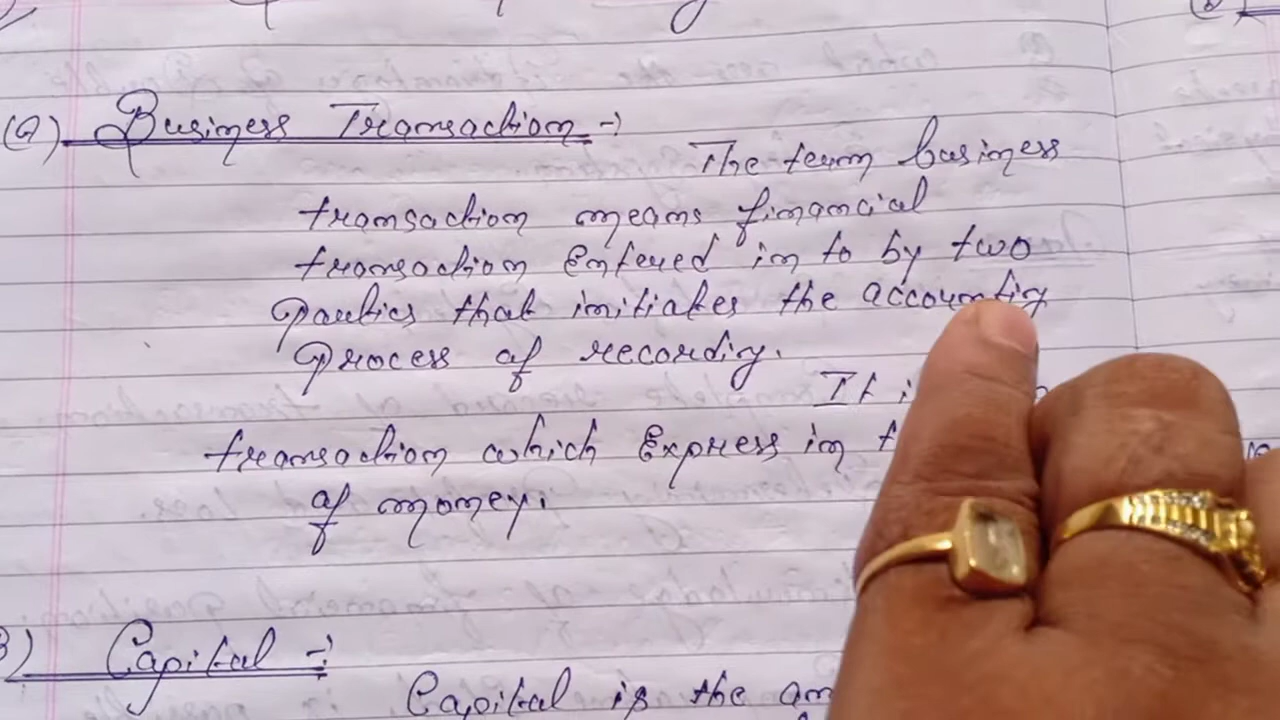 (a) Business Transaction :-
The team business
transaction means financial
transaction Entered in to by two
parties that initiates the accounting
process of recording.
It
transaction which Express in
of money.
Capital :-
Capital is the